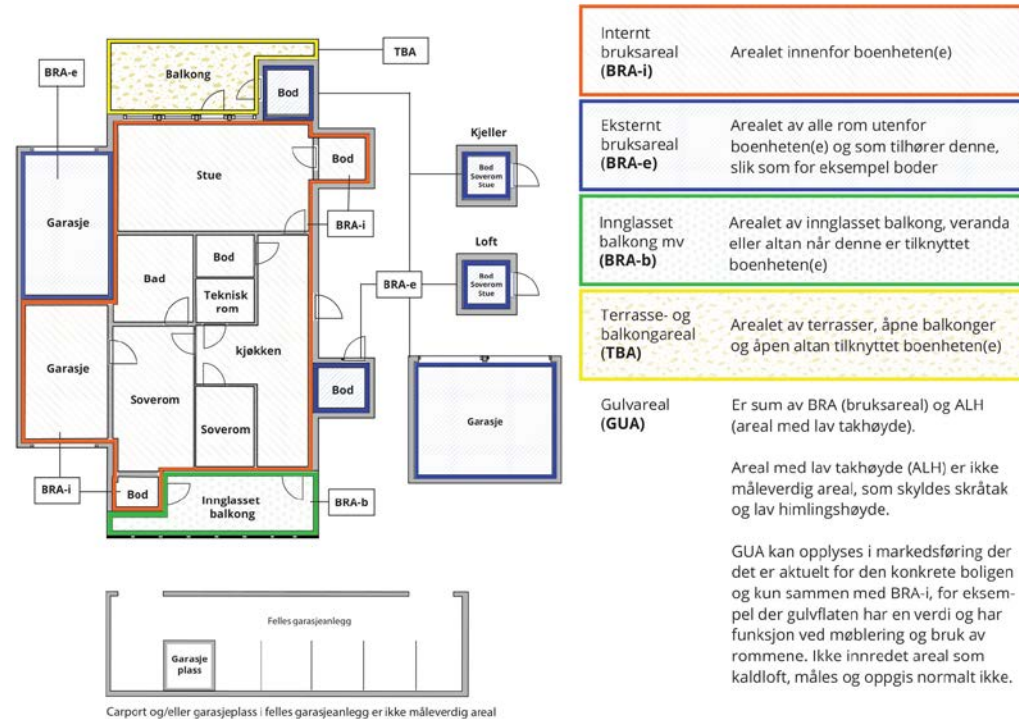 TBA
BRA-e
Balkong
Bod
Kjeller
Bod
Soverom
Stue
Stue
Bod
BRA-i
Garasje
Loft
Bod
Bad
Bod
Soverom
Stue
Teknisk
rom
BRA-e
kjøkken
Garasje
Soverom
Bod
Soverom
Garasje
BRA-i
Bod
Innglasset
balkong
BRA-b
Felles garasjeanlegg
Garasje
plass
Carport og/eller garasjeplass i felles garasjeanlegg er ikke måleverdig areal
Internt
bruksareal
(BRA-i)
Arealet innenfor boenheten(e)
Eksternt
bruksareal
(BRA-e)
Arealet av alle rom utenfor
boenheten(e) og som tilhører denne,
slik som for eksempel boder
Innglasset
balkong mv
(BRA-b)
Arealet av innglasset balkong, veranda
eller altan når denne er tilknyttet
boenheten(e)
Terrasse- og
balkongareal
(TBA)
Arealet av terrasser, åpne balkonger
og åpen altan tilknyttet boenheten(e)
Gulvareal
(GUA)
Er sum av BRA (bruksareal) og ALH
(areal med lav takhøyde).
Areal med lav takhøyde (ALH) er ikke
måleverdig areal, som skyldes skråtak
og lav himlingshøyde.
GUA kan opplyses i markedsføring der
det er aktuelt for den konkrete boligen
og kun sammen med BRA-i, for eksem-
pel der gulvflaten har en verdi og har
funksjon ved møblering og bruk av
rommene. Ikke innredet areal som
kaldloft, måles og oppgis normalt ikke.